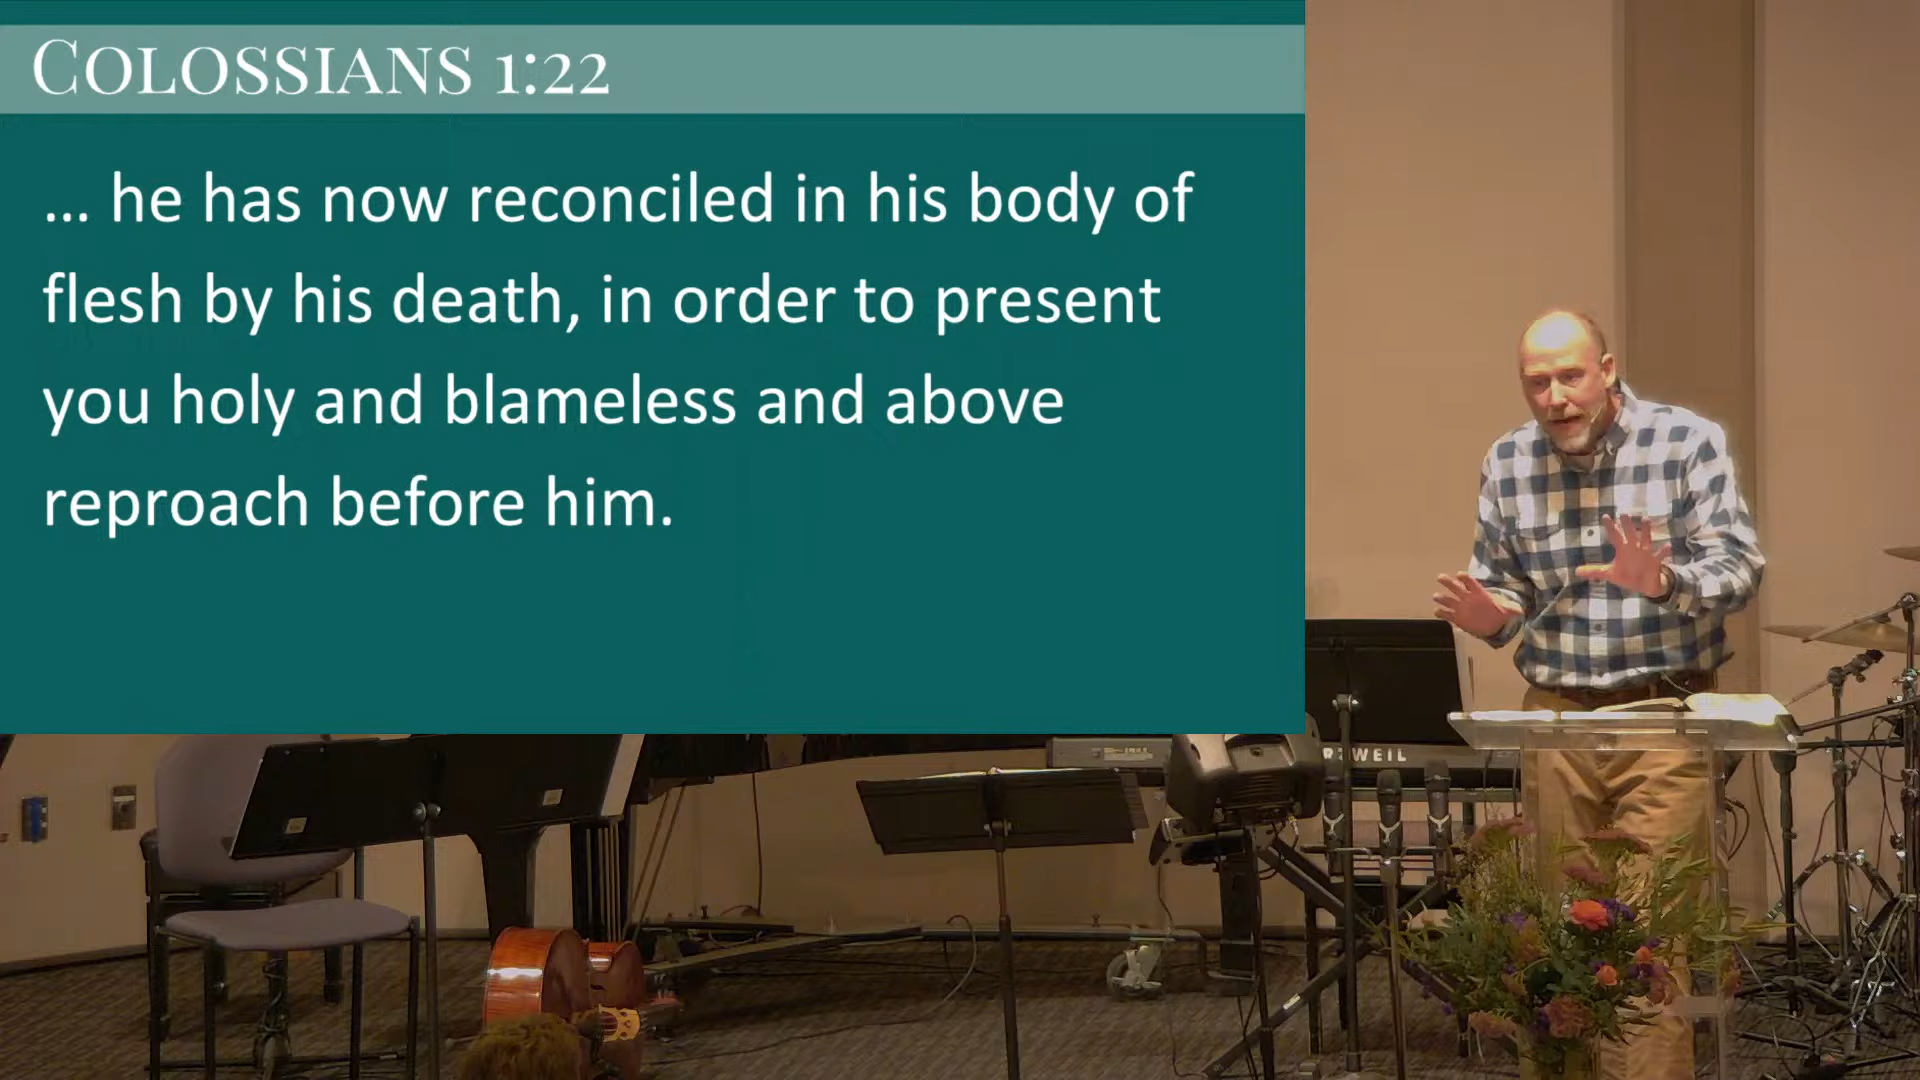 COLOSSIANS 1:22
... he has now reconciled in his body of
flesh by his death, in order to present
you holy and blameless and above
reproach before him.
RZWEIL